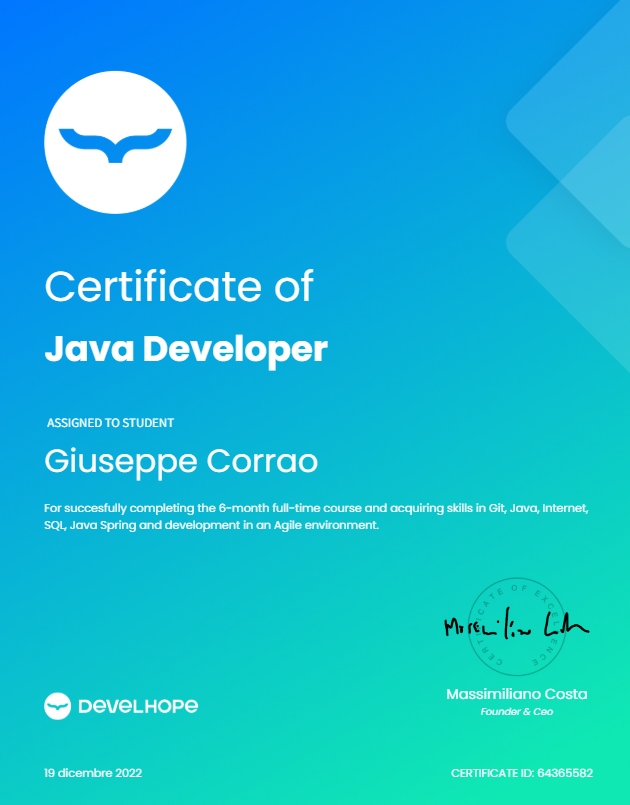 Certificate of
Java Developer
ASSIGNED TO STUDENT
Giuseppe Corrao
For succesfully completing the 6-month full-time course and acquiring skills in Git, Java, Internet,
SQL, Java Spring and development in an Agile environment.
CERTIFICATE OF EXCELLENCE
Massimiliano Costa
Founder & Ceo
DEVELHOPE
19 dicembre 2022
CERTIFICATE ID: 64365582